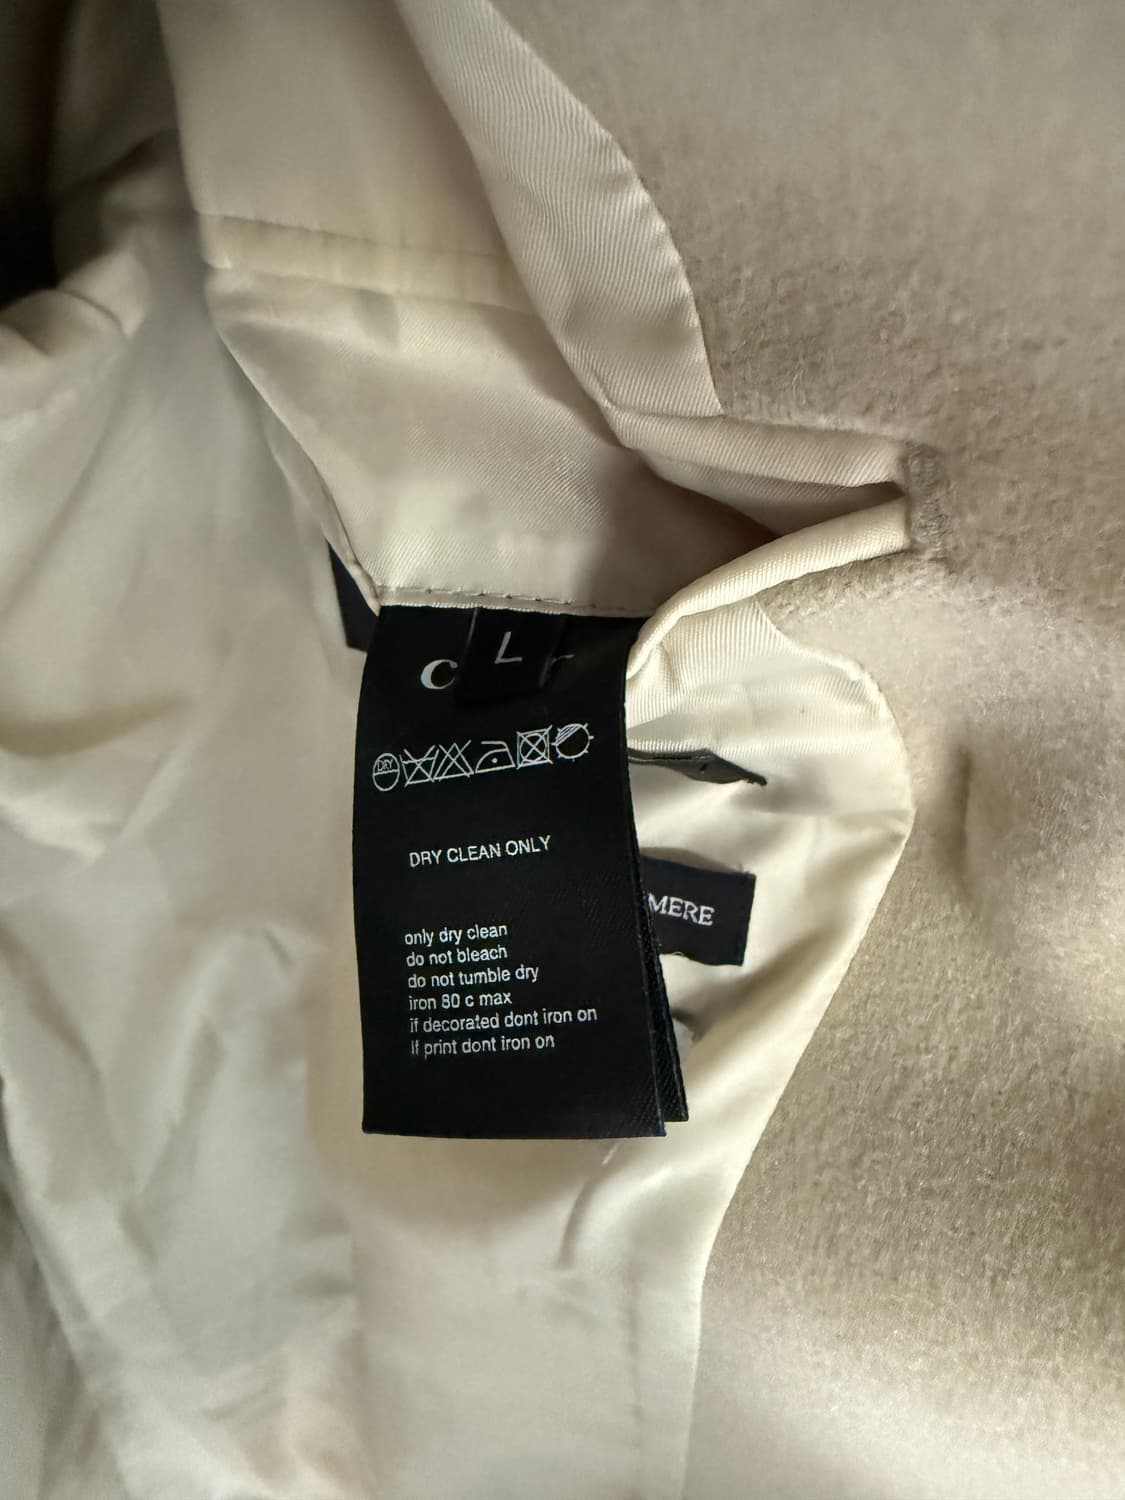 L
DRY
DRY CLEAN ONLY
MERE
only dry clean
do not bleach
do not tumble dry
iron 80 c max
if decorated dont iron on
if print dont iron on